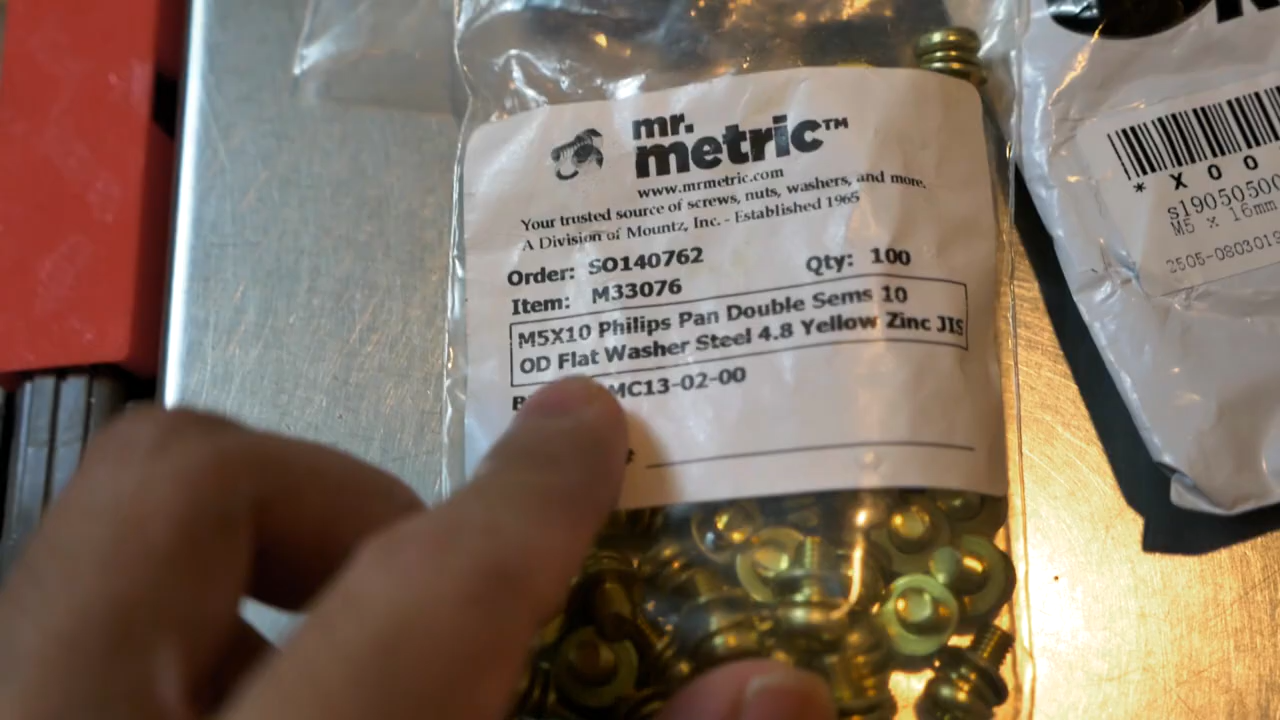 mr.
metric™
www.mrmetric.com
Your trusted source of screws, nuts, washers, and more.
A Division of Mountz, Inc. - Established 1965
Order: SO140762 Qty: 100
Item: M33076
M5X10 Philips Pan Double Sems 10
OD Flat Washer Steel 4.8 Yellow Zinc JIS
MC13-02-00
* X 0 0
s1905050
M5 x 16mm
2505-080301